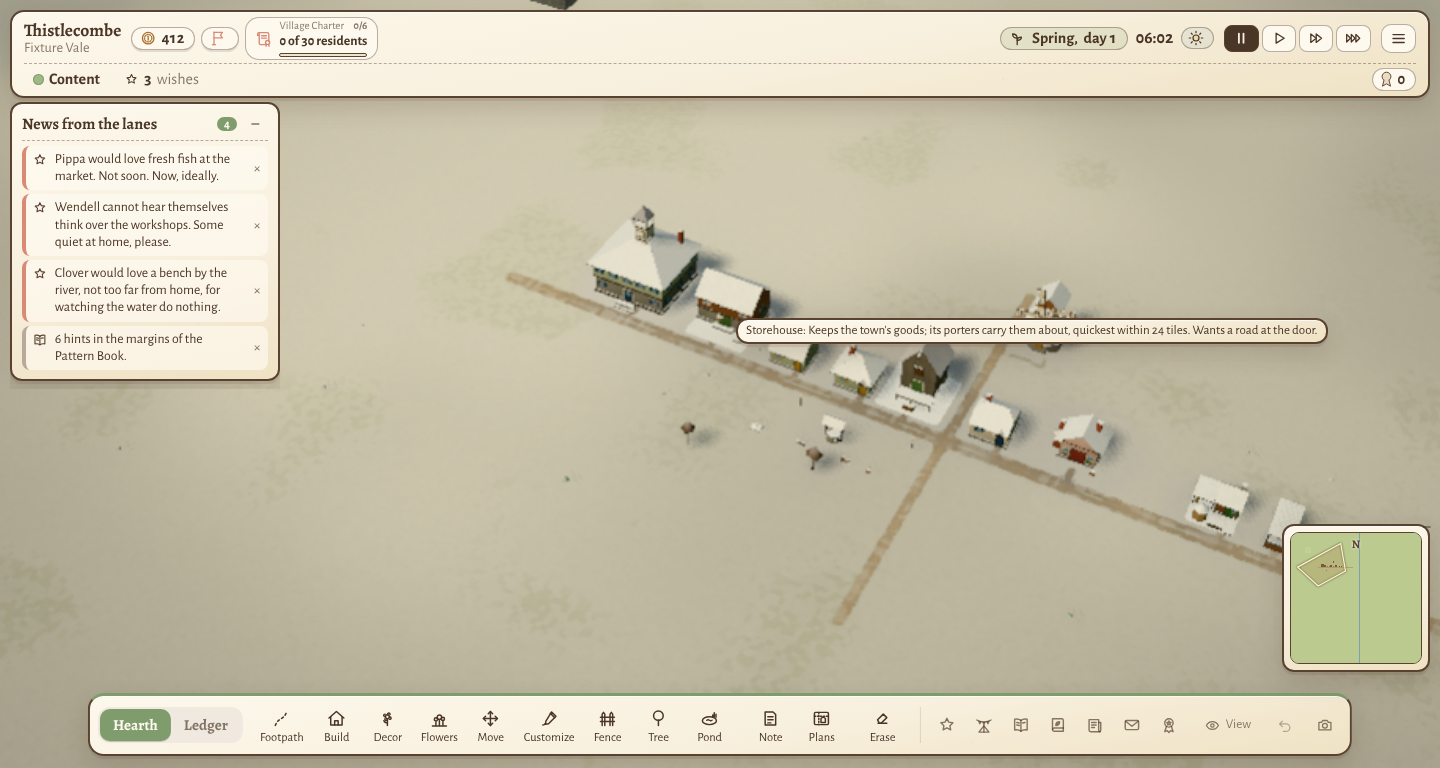 Thistlecombe
Fixture Vale
412
Village Charter 0/6
0 of 30 residents
Spring, day 1
06:02
Content
3 wishes
0
News from the lanes
4
Pippa would love fresh fish at the
market. Not soon. Now, ideally.
Wendell cannot hear themselves
think over the workshops. Some
quiet at home, please.
Clover would love a bench by the
river, not too far from home, for
watching the water do nothing.
6 hints in the margins of the
Pattern Book.
Storehouse: Keeps the town's goods; its porters carry them about, quickest within 24 tiles. Wants a road at the door.
N
Hearth
Ledger
Footpath
Build
Decor
Flowers
Move
Customize
Fence
Tree
Pond
Note
Plans
Erase
View